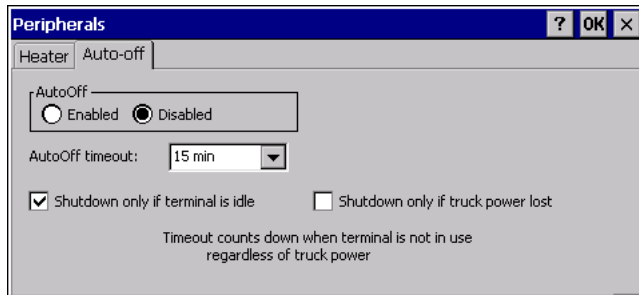 Peripherals ? OK ×
Heater Auto-off
AutoOff
Enabled Disabled
AutoOff timeout: 15 min
Shutdown only if terminal is idle Shutdown only if truck power lost
Timeout counts down when terminal is not in use
regardless of truck power